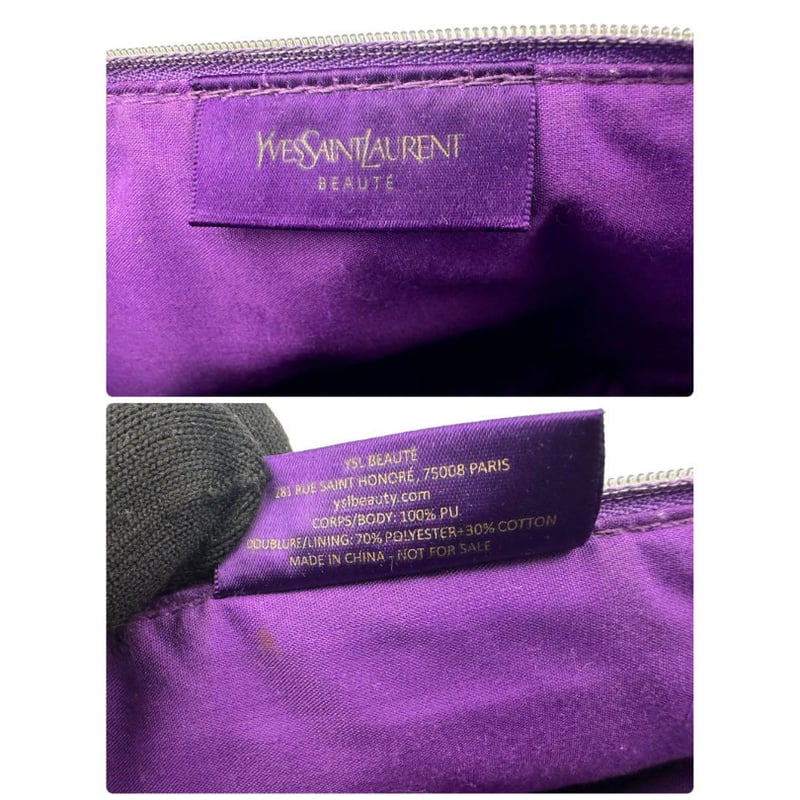 YVESSAINTLAURENT
BEAUTÉ
YSL BEAUTÉ
281 RUE SAINT HONORÉ, 75008 PARIS
yslbeauty.com
CORPS/BODY: 100% PU
DOUBLURE/LINING: 70% POLYESTER+30% COTTON
MADE IN CHINA - NOT FOR SALE